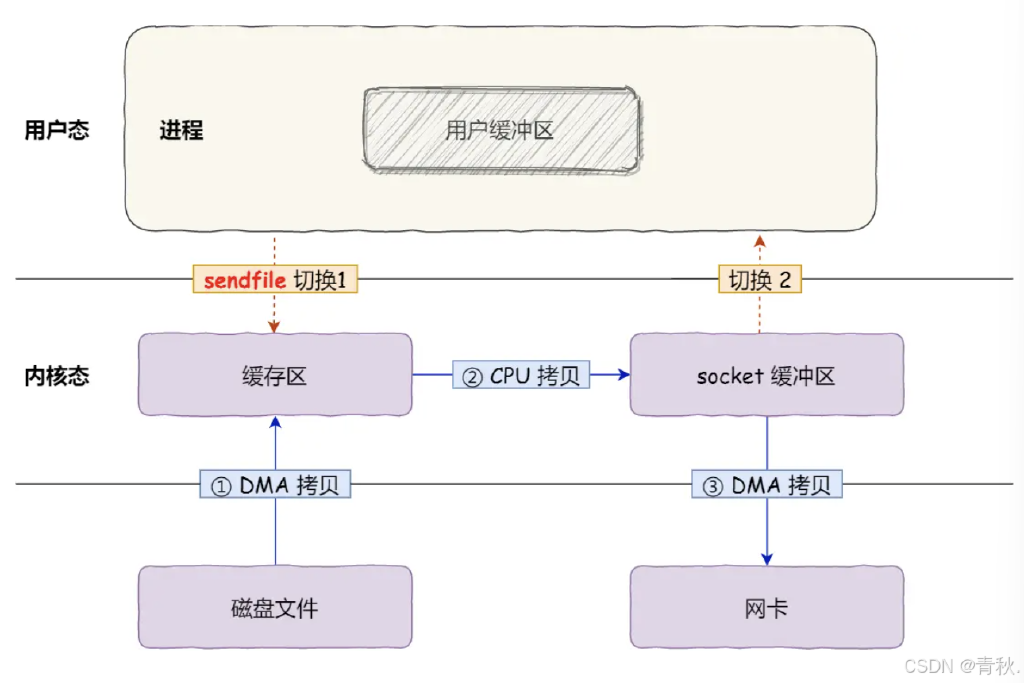 用户态
进程
用户缓冲区
sendfile 切换1
切换 2
内核态
缓存区
② CPU 拷贝
socket 缓冲区
① DMA 拷贝
③ DMA 拷贝
磁盘文件
网卡
CSDN @青秋.